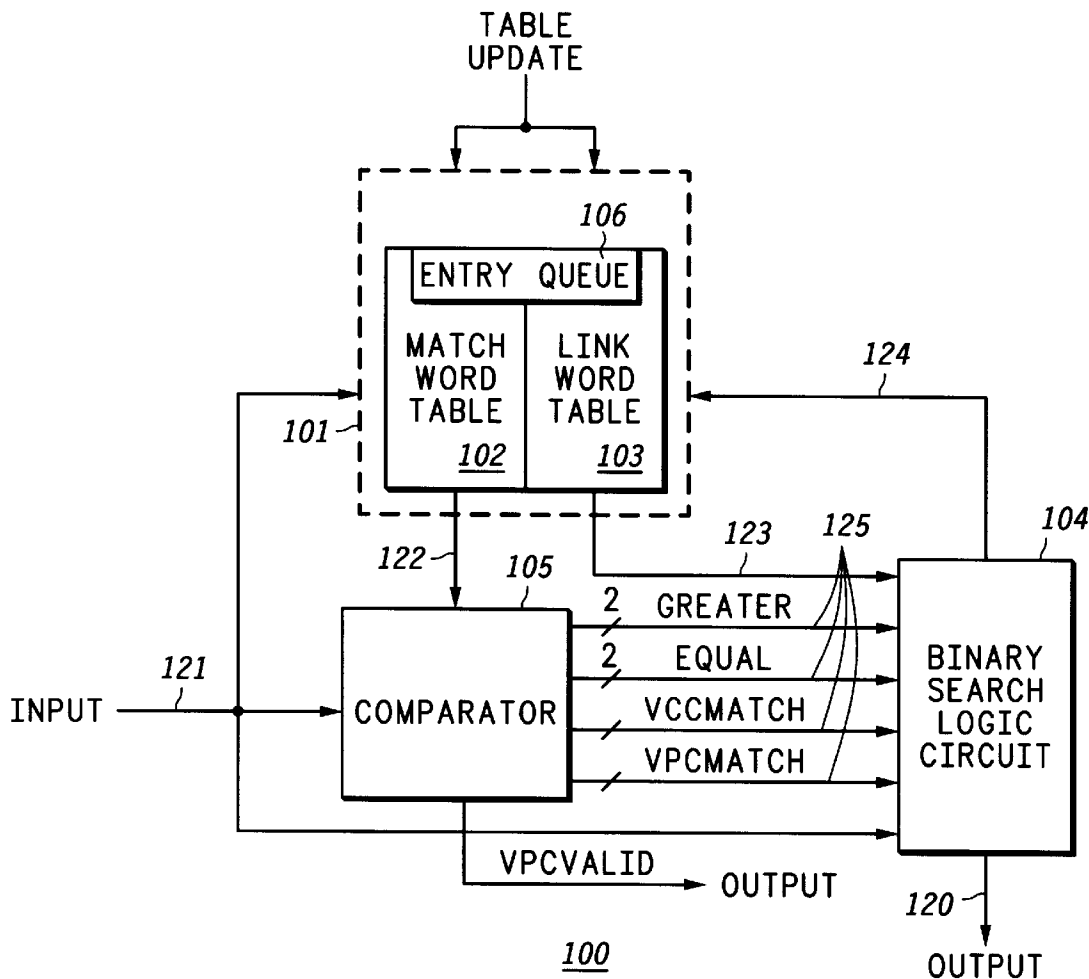 TABLE
UPDATE
106
ENTRY QUEUE
MATCH
WORD
TABLE
102
LINK
WORD
TABLE
103
101
124
122
123
125
104
105
2
GREATER
2
EQUAL
VCCMATCH
VPCMATCH
INPUT
121
COMPARATOR
BINARY
SEARCH
LOGIC
CIRCUIT
VPCVALID
OUTPUT
120
OUTPUT
100